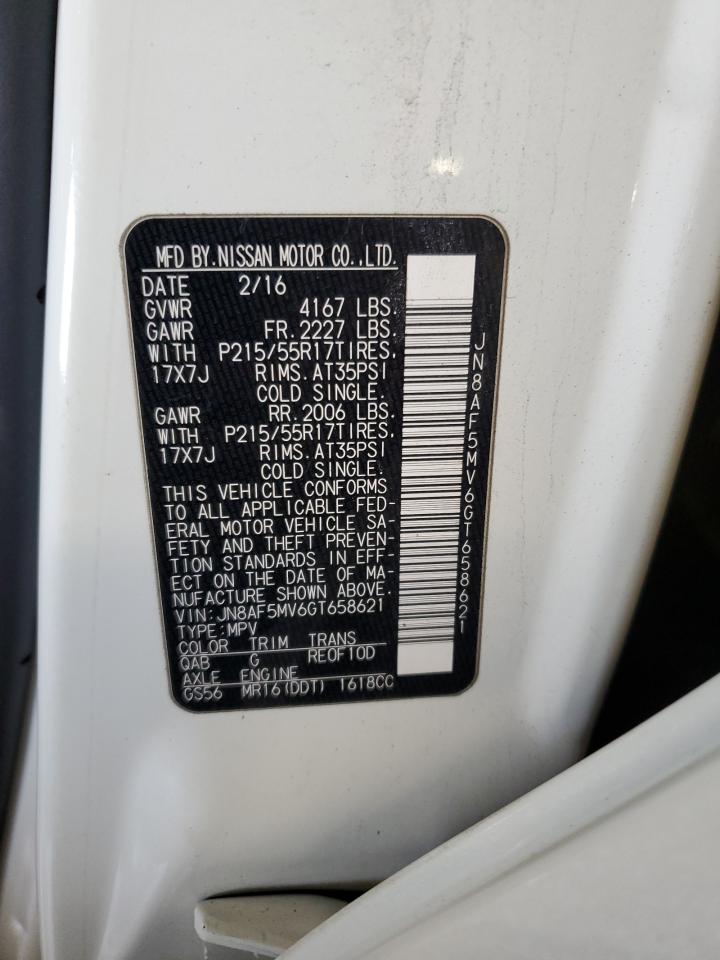 MFD BY.NISSAN MOTOR CO.,LTD.
DATE 2/16
GVWR 4167 LBS.
GAWR FR. 2227 LBS.
WITH P215/55R17TIRES,
17X7J RIMS. AT35PSI
COLD SINGLE.
GAWR RR. 2006 LBS.
WITH P215/55R17TIRES,
17X7J RIMS. AT35PSI
COLD SINGLE.
THIS VEHICLE CONFORMS
TO ALL APPLICABLE FED-
ERAL MOTOR VEHICLE SA-
FETY AND THEFT PREVEN-
TION STANDARDS IN EFF-
ECT ON THE DATE OF MA-
NUFACTURE SHOWN ABOVE.
VIN:JN8AF5MV6GT658621
TYPE:MPV
COLOR TRIM TRANS
QAB G RE0F10D
AXLE ENGINE
GS56 MR16(DDT) 1618CC
JN8AF5MV6GT658621